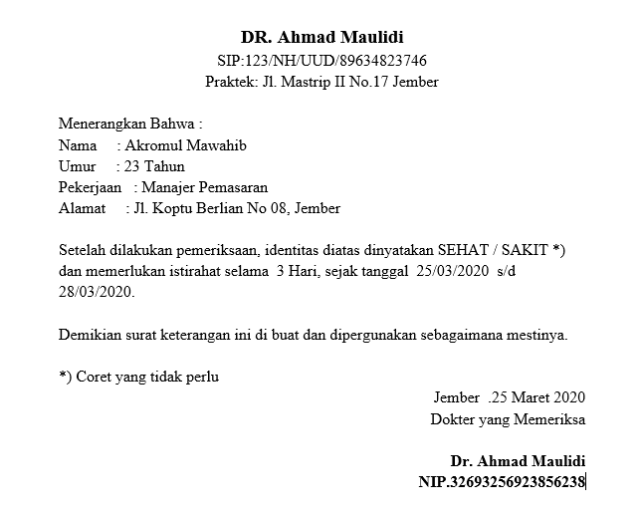 DR. Ahmad Maulidi
SIP:123/NH/UUD/89634823746
Praktek: Jl. Mastrip II No.17 Jember
Menerangkan Bahwa :
Nama : Akromul Mawahib
Umur : 23 Tahun
Pekerjaan : Manajer Pemasaran
Alamat : Jl. Koptu Berlian No 08, Jember
Setelah dilakukan pemeriksaan, identitas diatas dinyatakan SEHAT / SAKIT *)
dan memerlukan istirahat selama 3 Hari, sejak tanggal 25/03/2020 s/d
28/03/2020.
Demikian surat keterangan ini di buat dan dipergunakan sebagaimana mestinya.
*) Coret yang tidak perlu
Jember .25 Maret 2020
Dokter yang Memeriksa
Dr. Ahmad Maulidi
NIP.32693256923856238